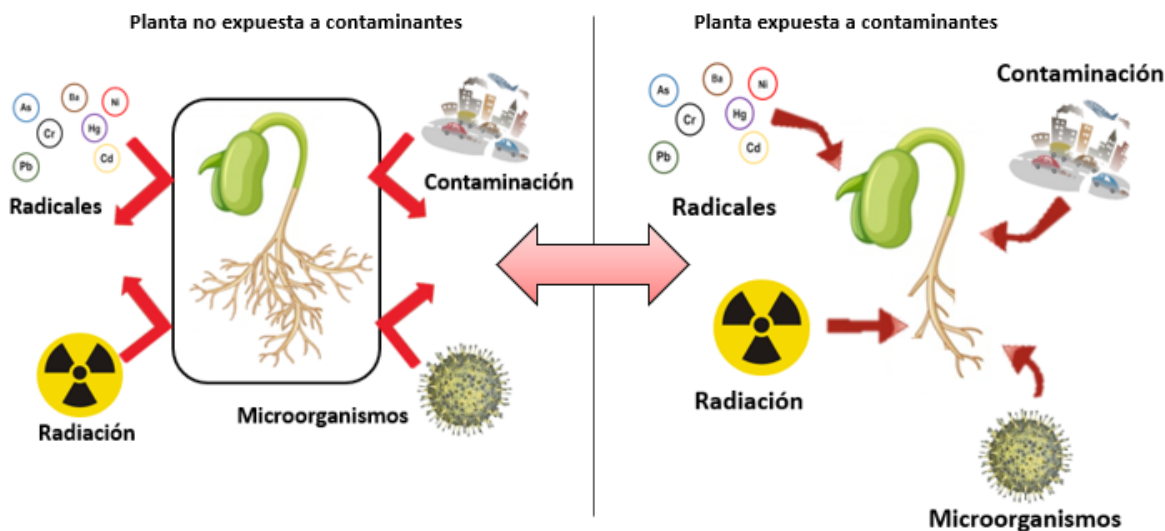 Planta no expuesta a contaminantes
As
Ba
Ni
Cr
Hg
Pb
Cd
Radicales
Contaminación
Radiación
Microorganismos
Planta expuesta a contaminantes
As
Ba
Ni
Cr
Hg
Pb
Cd
Radicales
Contaminación
Radiación
Microorganismos